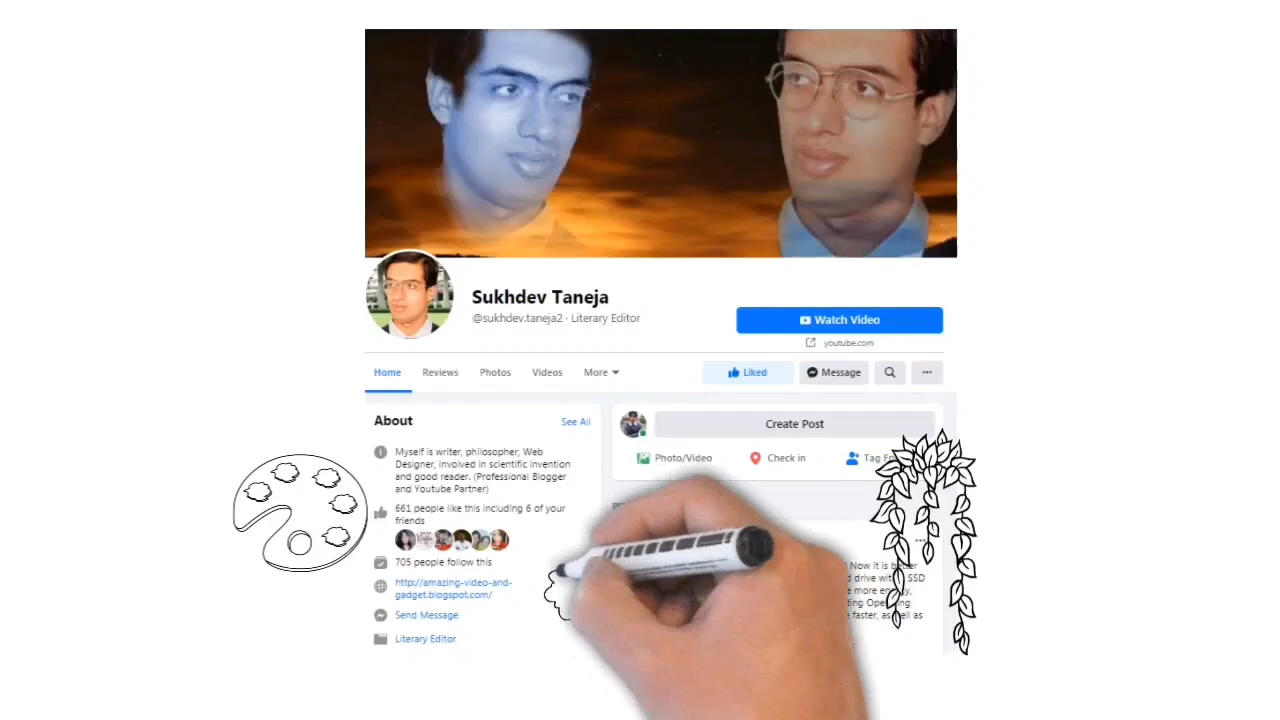 Sukhdev Taneja
@sukhdev.taneja2 · Literary Editor
Watch Video
youtube.com
Home Reviews Photos Videos More
Liked Message
About See All
Create Post
Myself is writer, philosopher, Web
Designer, involved in scientific invention
and good reader. (Professional Blogger
and Youtube Partner)
Photo/Video Check in Tag
661 people like this including 6 of your
friends
705 people follow this
http://amazing-video-and-
gadget.blogspot.com/
Send Message
Literary Editor
Now it is
drive SSD
more
faster, as as